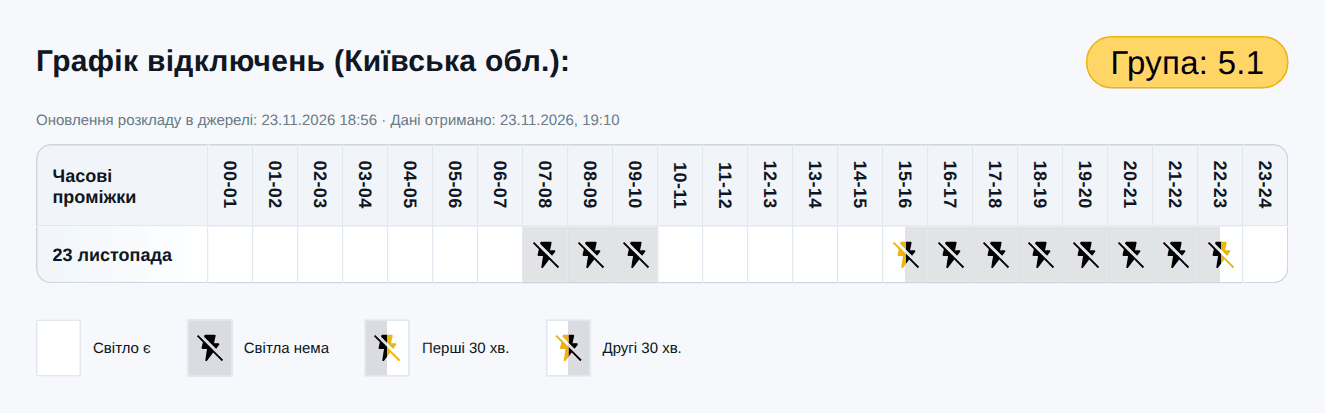 Графік відключень (Київська обл.):
Група: 5.1
Оновлення розкладу в джерелі: 23.11.2026 18:56 · Дані отримано: 23.11.2026, 19:10
Часові
проміжки
00-01
01-02
02-03
03-04
04-05
05-06
06-07
07-08
08-09
09-10
10-11
11-12
12-13
13-14
14-15
15-16
16-17
17-18
18-19
19-20
20-21
21-22
22-23
23-24
23 листопада
Світло є
Світла нема
Перші 30 хв.
Другі 30 хв.